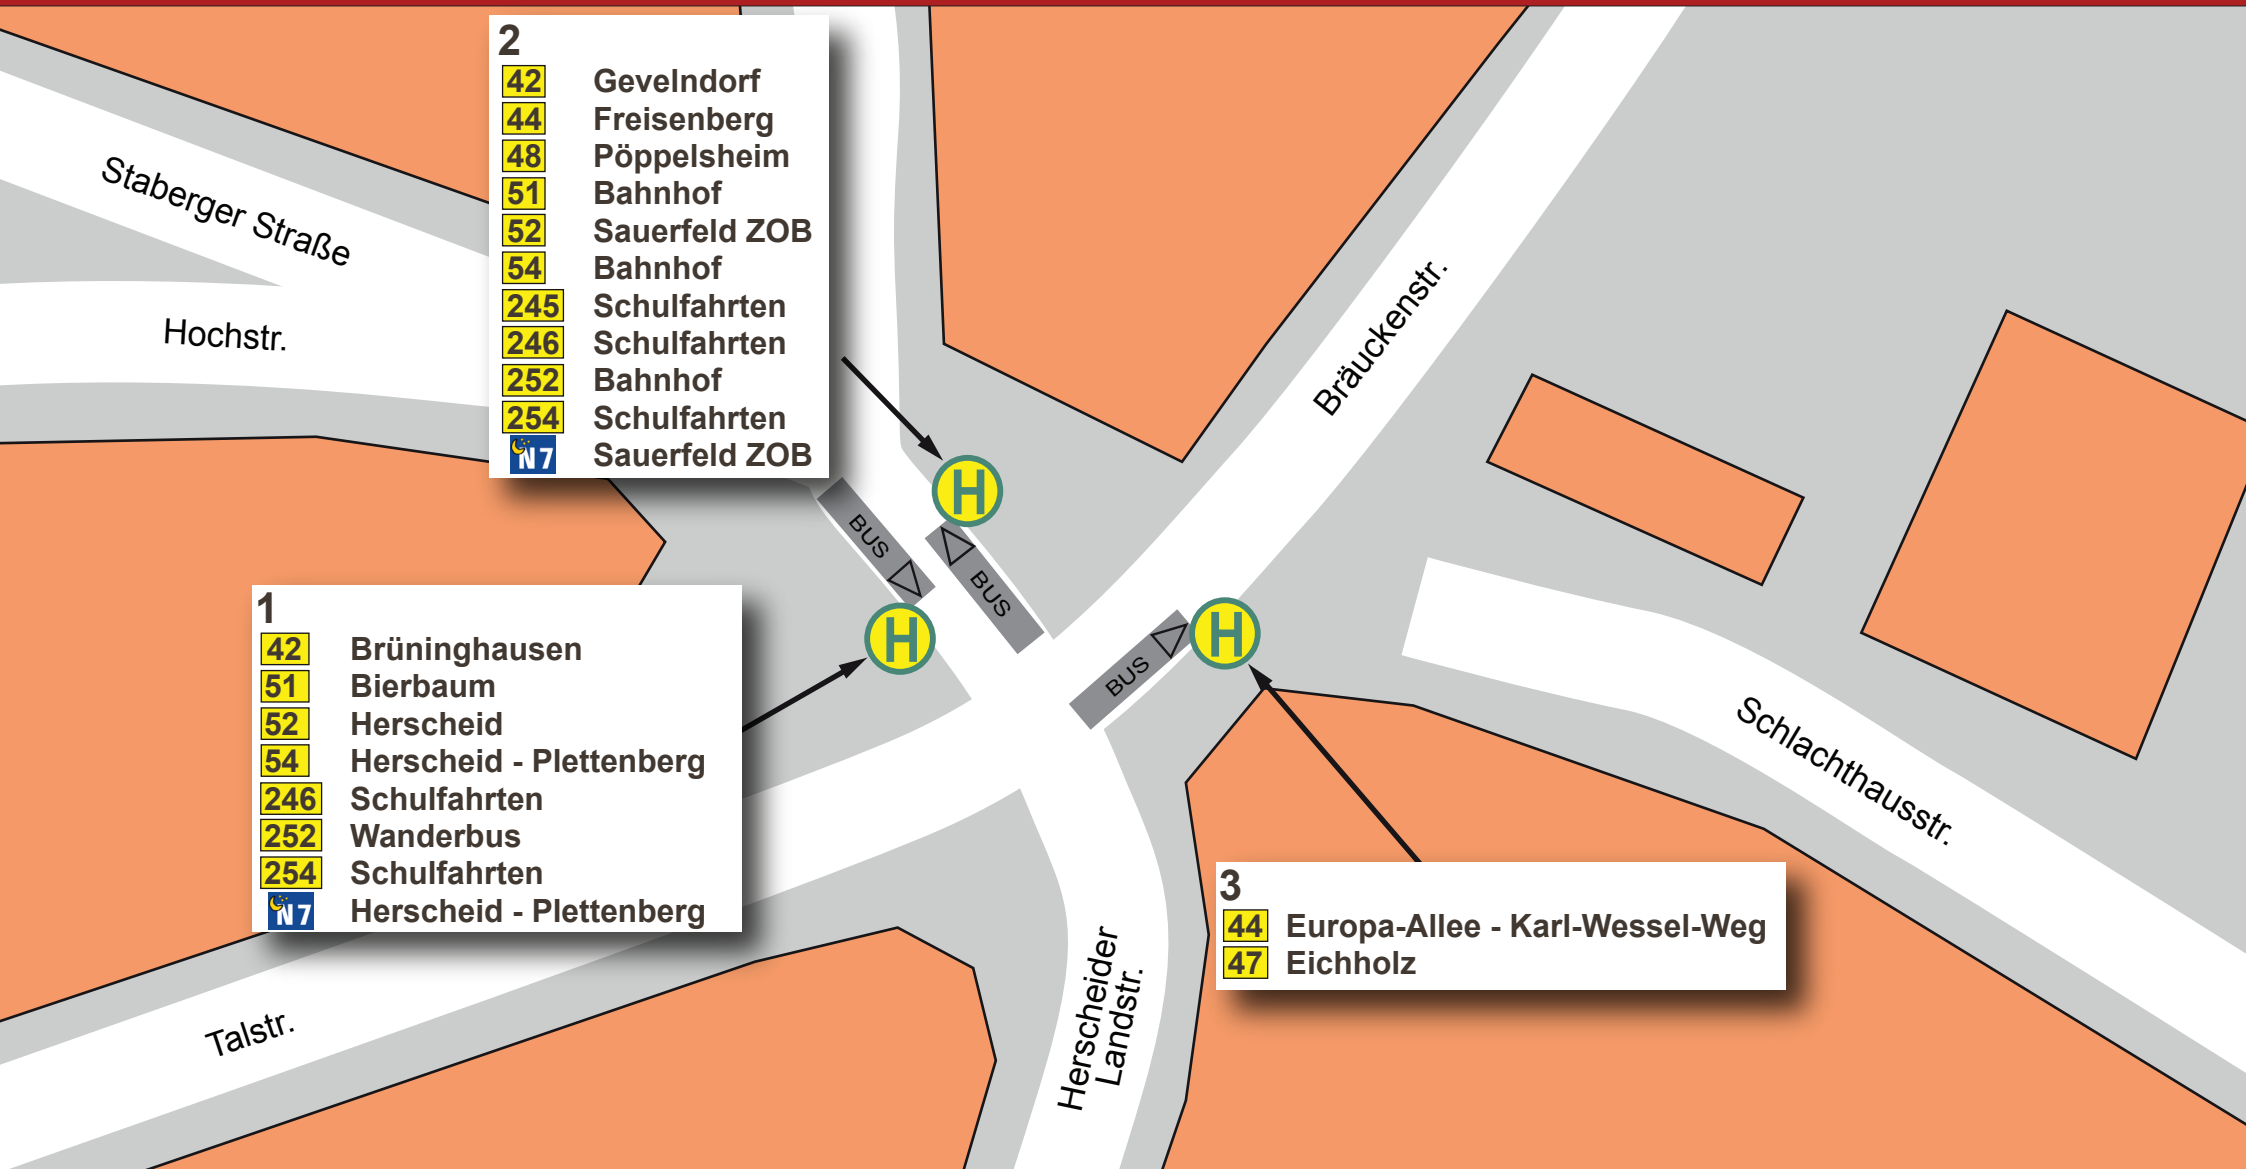 2
42 Gevelndorf
44 Freisenberg
48 Pöppelsheim
51 Bahnhof
52 Sauerfeld ZOB
54 Bahnhof
245 Schulfahrten
246 Schulfahrten
252 Bahnhof
254 Schulfahrten
N7 Sauerfeld ZOB
Staberger Straße
Hochstr.
Bräuckenstr.
H
BUS
BUS
H
BUS
H
1
42 Brüninghausen
51 Bierbaum
52 Herscheid
54 Herscheid - Plettenberg
246 Schulfahrten
252 Wanderbus
254 Schulfahrten
N7 Herscheid - Plettenberg
Schlachthausstr.
3
44 Europa-Allee - Karl-Wessel-Weg
47 Eichholz
Talstr.
Herscheider
Landstr.